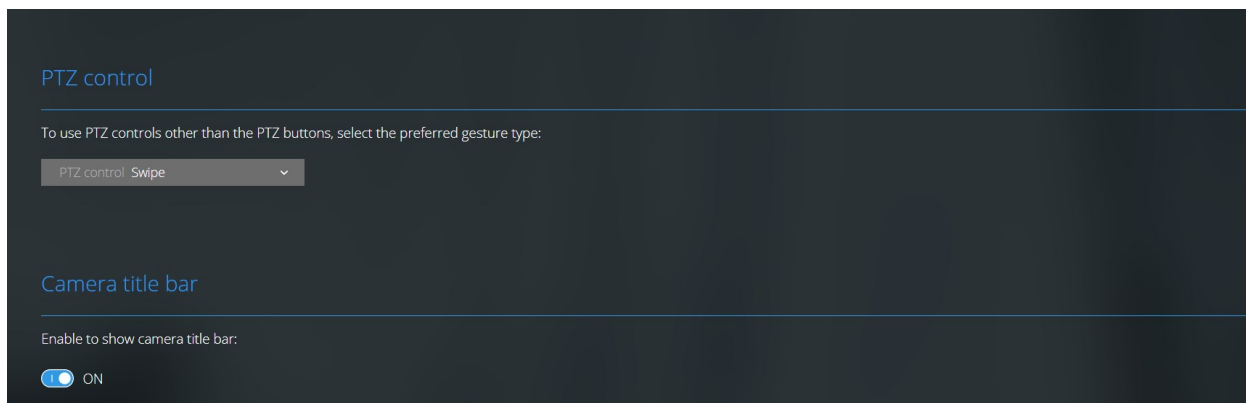 PTZ control
To use PTZ controls other than the PTZ buttons, select the preferred gesture type:
PTZ control Swipe
Camera title bar
Enable to show camera title bar:
ON